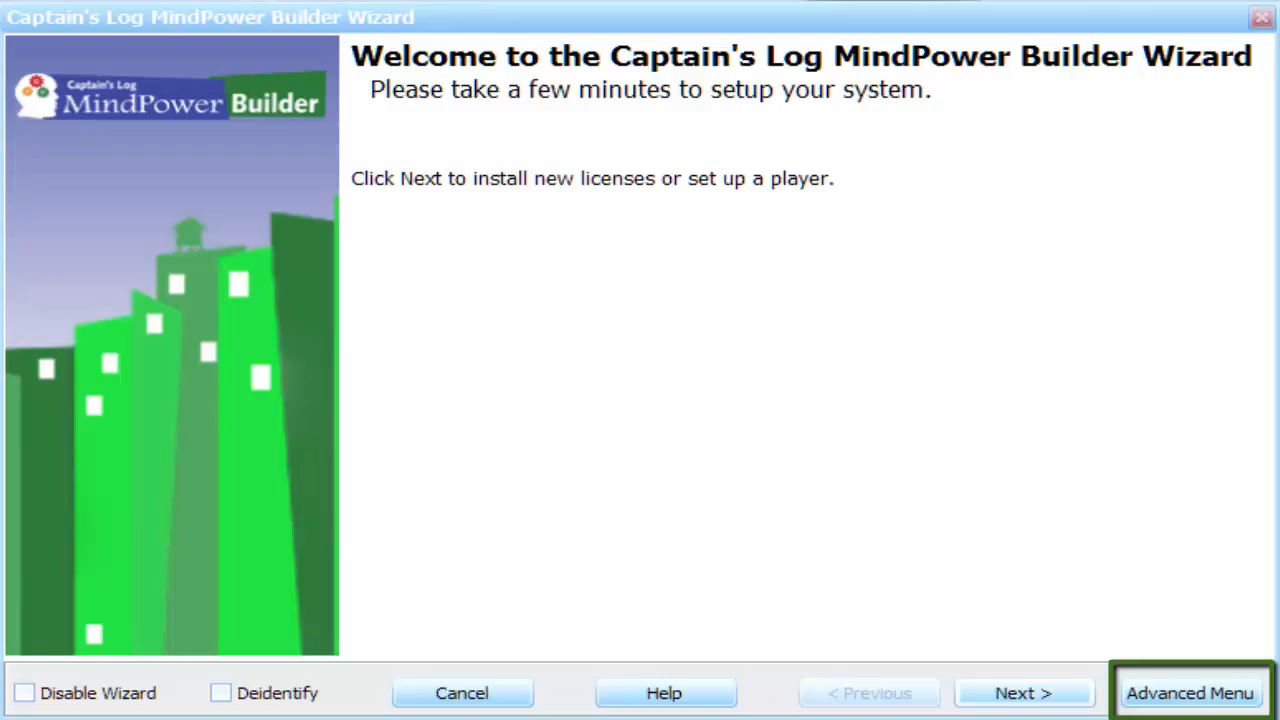 Captain's Log MindPower Builder Wizard
Captain's Log
MindPower Builder
Welcome to the Captain's Log MindPower Builder Wizard
Please take a few minutes to setup your system.
Click Next to install new licenses or set up a player.
Disable Wizard
Deidentify
Cancel
Help
< Previous
Next >
Advanced Menu